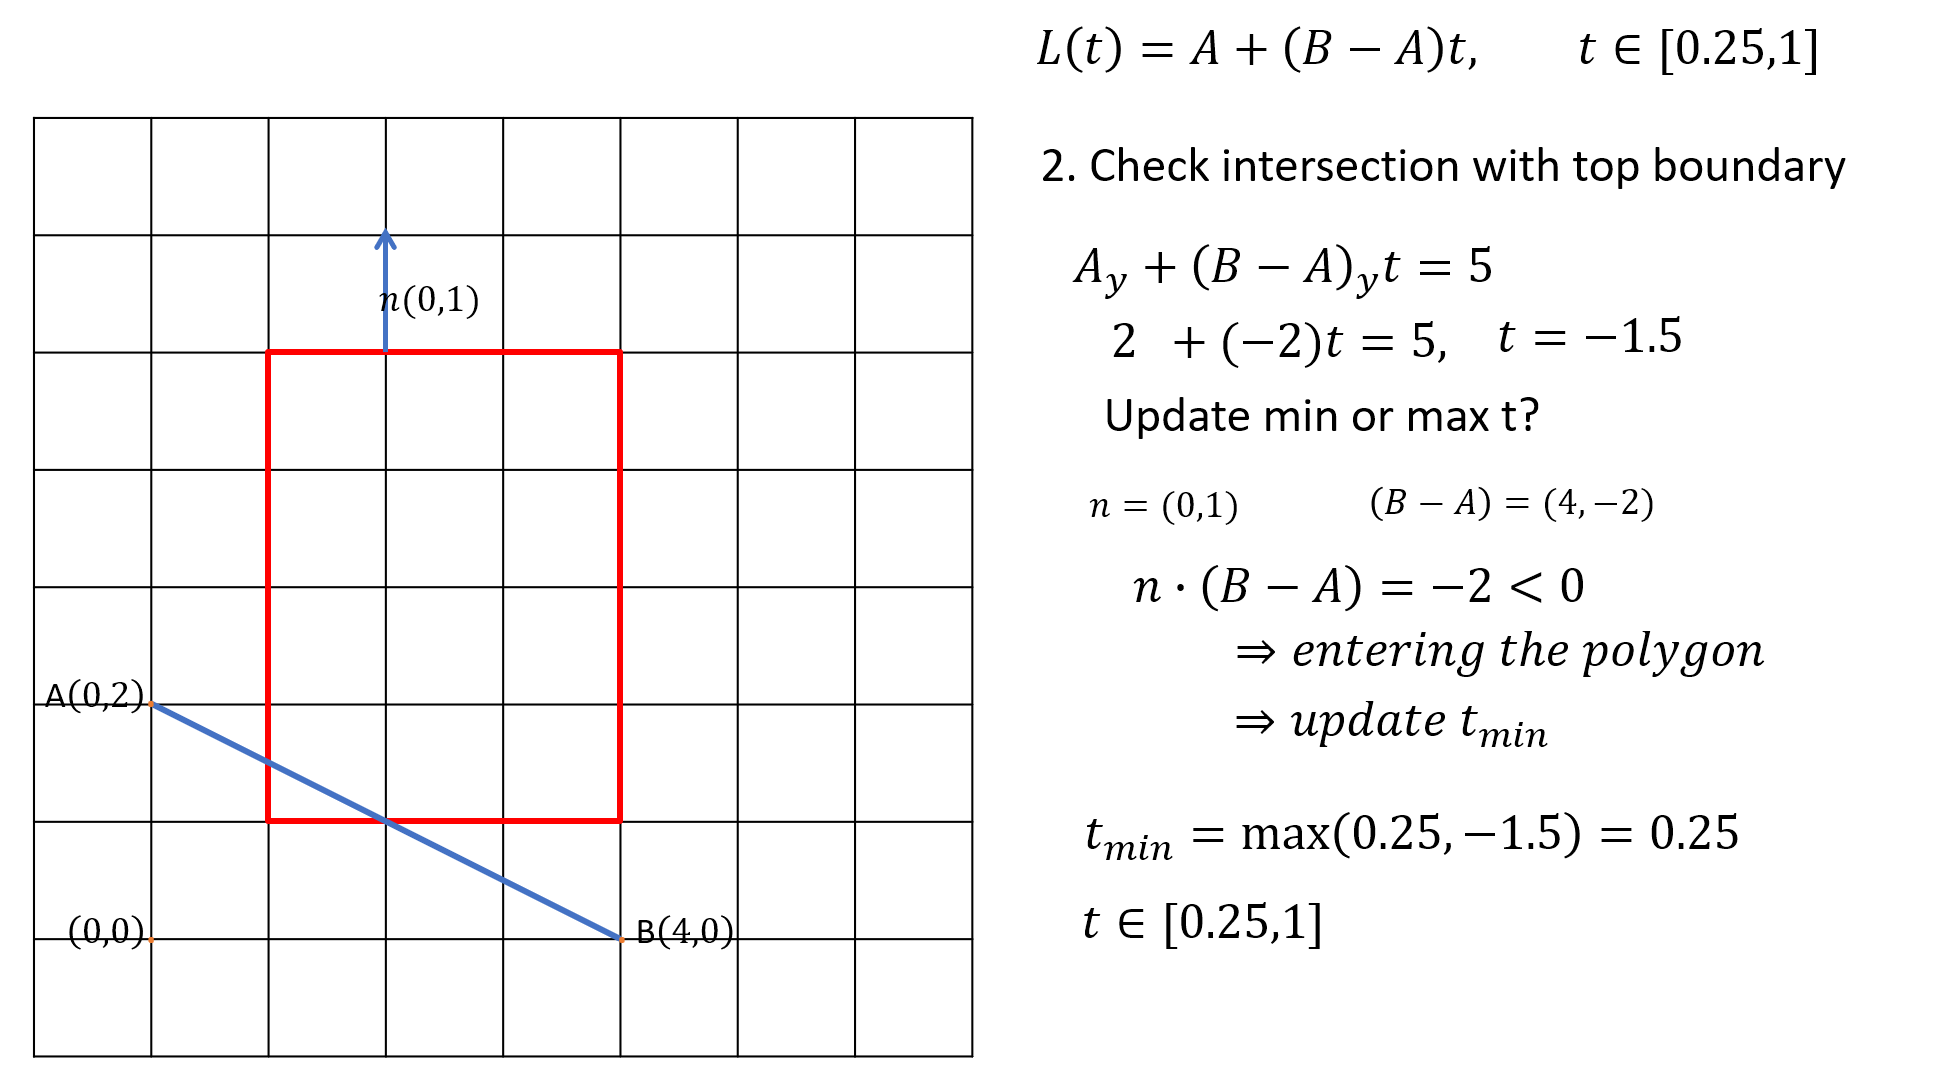 L(t) = A + (B − A)t, t ∈ [0.25,1]
2. Check intersection with top boundary
A_y + (B − A)_y t = 5
2 + (−2)t = 5, t = −1.5
Update min or max t?
n = (0,1) (B − A) = (4,−2)
n · (B − A) = −2 < 0
⇒ entering the polygon
⇒ update t_min
t_min = max(0.25,−1.5) = 0.25
t ∈ [0.25,1]
n(0,1)
A(0,2)
(0,0)
B(4,0)